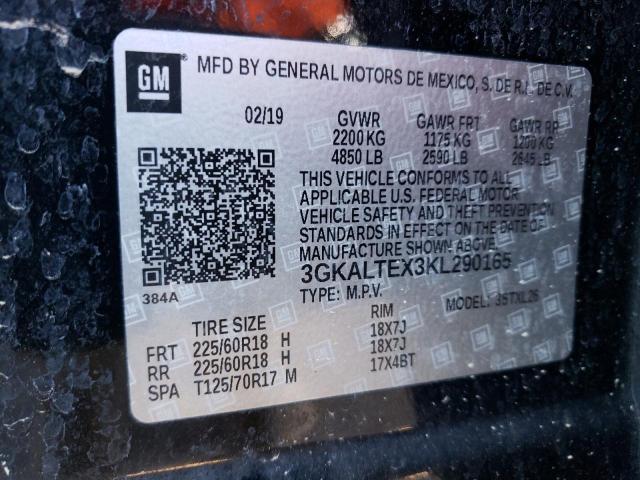 GM
MFD BY GENERAL MOTORS DE MEXICO, S. DE R.L. DE C.V.
02/19 GVWR GAWR FRT GAWR RR
2200 KG 1175 KG 1200 KG
4850 LB 2590 LB 2645 LB
THIS VEHICLE CONFORMS TO ALL
APPLICABLE U.S. FEDERAL MOTOR
VEHICLE SAFETY AND THEFT PREVENTION
STANDARDS IN EFFECT ON THE DATE OF
MANUFACTURE SHOWN ABOVE.
3GKALTEX3KL290165
384A
TYPE: M.P.V. MODEL: 3STXL26
TIRE SIZE RIM
FRT 225/60R18 H 18X7J
RR 225/60R18 H 18X7J
SPA T125/70R17 M 17X4BT